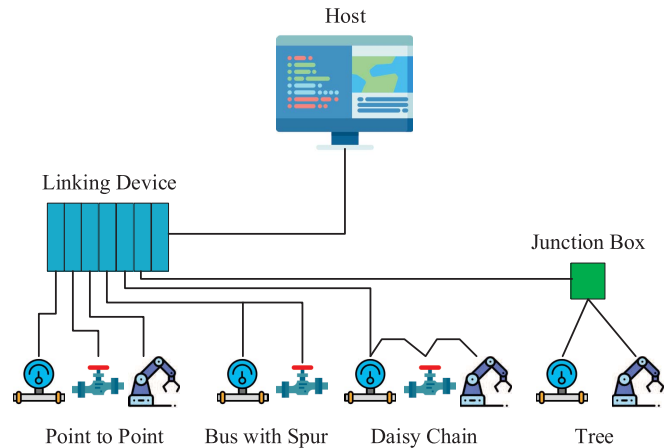 Host
Linking Device
Junction Box
Point to Point
Bus with Spur
Daisy Chain
Tree